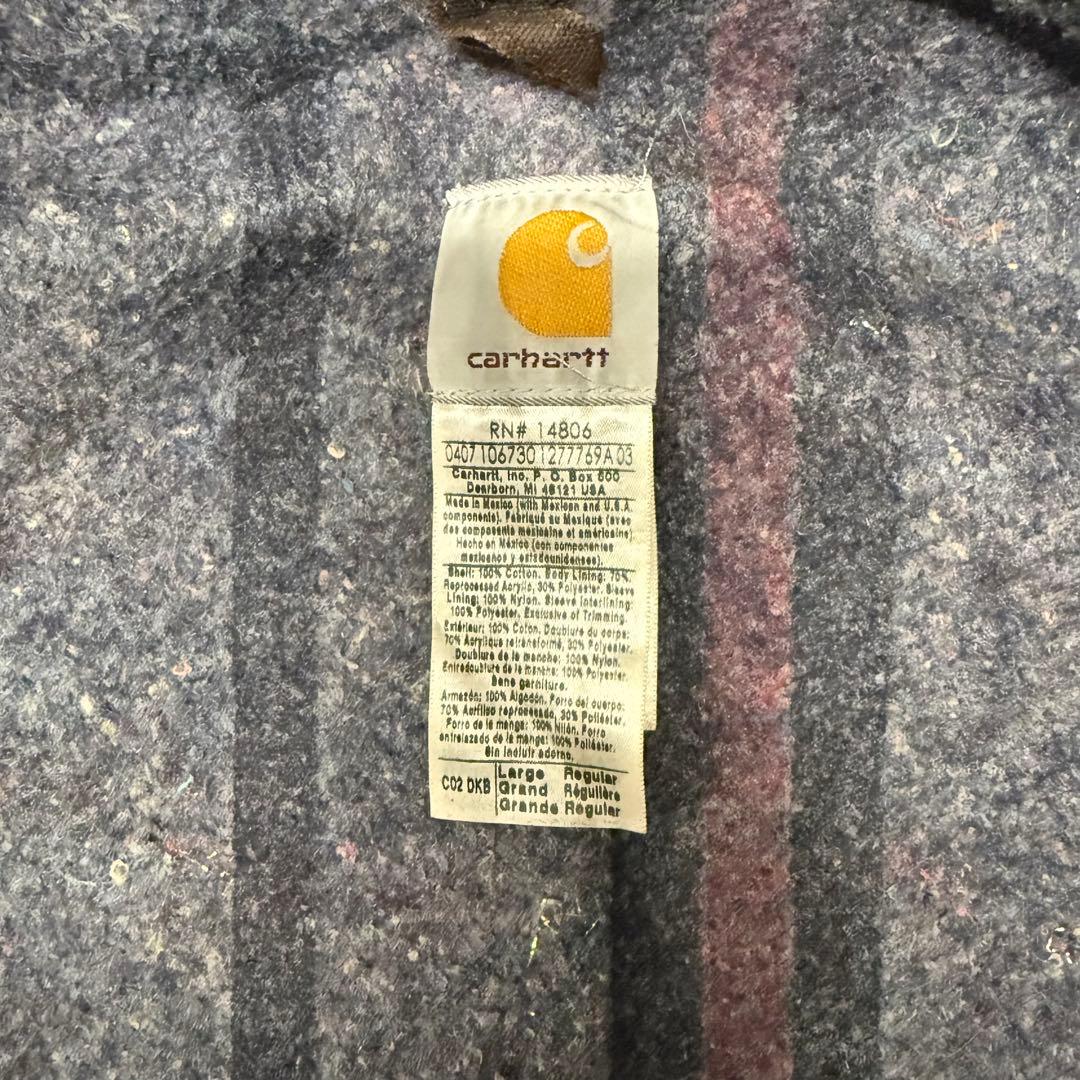 carhartt
RN# 14806
0407 106730 1277769A 03
Carhartt, Inc. P. O. Box 600
Dearborn, MI 48121 USA
Made in Mexico (with Mexican and U.S.A.
components). Fabriqué au Mexique (avec
des composants mexicains et américains)
Hecho en México (con componentes
mexicanos y estadounidenses).
Shell: 100% Cotton. Body Lining: 70%
Reprocessed Acrylic, 30% Polyester. Sleeve
Lining: 100% Nylon. Sleeve Interlining:
100% Polyester. Exclusive of Trimming.
Extérieur: 100% Coton. Doublure du corps:
70% Acrylique retransformé, 30% Polyester.
Doublure de la manche: 100% Nylon.
Entredoublure de la manche: 100% Polyester.
Sans garniture.
Armazón: 100% Algodón. Forro del cuerpo:
70% Acrílico reprocesado, 30% Poliéster.
Forro de la manga: 100% Nilón. Forro
entrelazado de la manga: 100% Poliéster.
Sin incluir adorno.
C02 DKB
Large Regular
Grand Régulière
Grande Regular